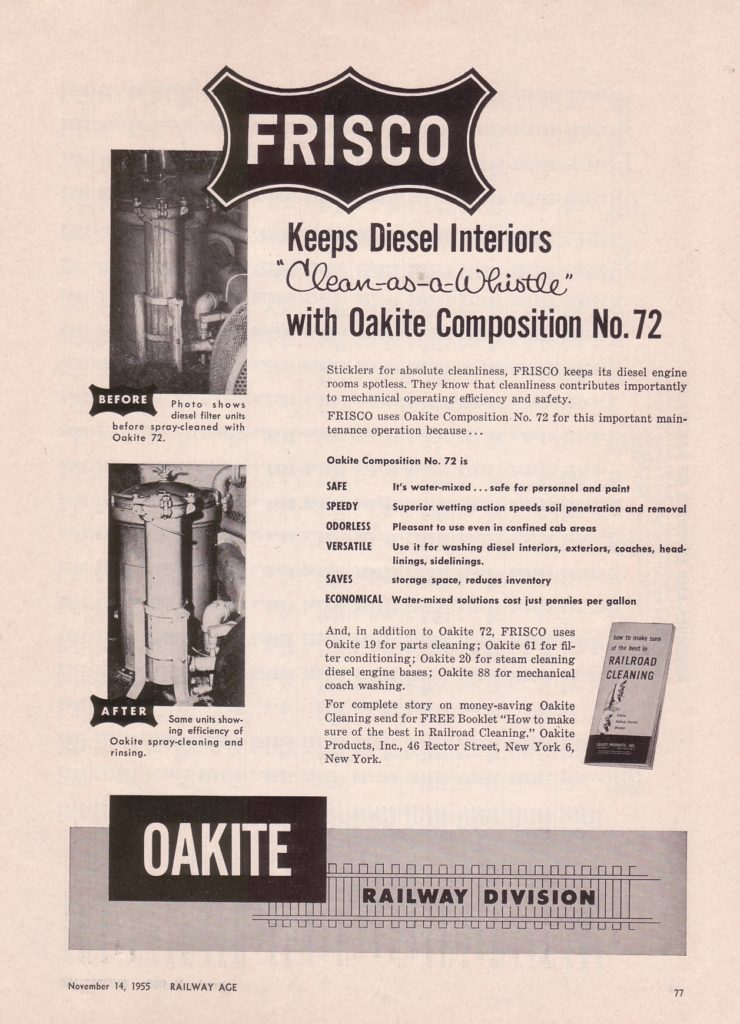 FRISCO
Keeps Diesel Interiors
"Clean-as-a-Whistle"
with Oakite Composition No. 72
BEFORE
Photo shows
diesel filter units
before spray-cleaned with
Oakite 72.
Sticklers for absolute cleanliness, FRISCO keeps its diesel engine
rooms spotless. They know that cleanliness contributes importantly
to mechanical operating efficiency and safety.
FRISCO uses Oakite Composition No. 72 for this important main-
tenance operation because...
Oakite Composition No. 72 is
SAFE It's water-mixed...safe for personnel and paint
SPEEDY Superior wetting action speeds soil penetration and removal
ODORLESS Pleasant to use even in confined cab areas
VERSATILE Use it for washing diesel interiors, exteriors, coaches, head-
linings, sidelinings.
SAVES storage space, reduces inventory
ECONOMICAL Water-mixed solutions cost just pennies per gallon
AFTER
Same units show-
ing efficiency of
Oakite spray-cleaning and
rinsing.
And, in addition to Oakite 72, FRISCO uses
Oakite 19 for parts cleaning; Oakite 61 for fil-
ter conditioning; Oakite 20 for steam cleaning
diesel engine bases; Oakite 88 for mechanical
coach washing.
For complete story on money-saving Oakite
Cleaning send for FREE Booklet "How to make
sure of the best in Railroad Cleaning." Oakite
Products, Inc., 46 Rector Street, New York 6,
New York.
how to make sure
of the best in
RAILROAD
CLEANING
OAKITE
RAILWAY DIVISION
November 14, 1955 RAILWAY AGE
77